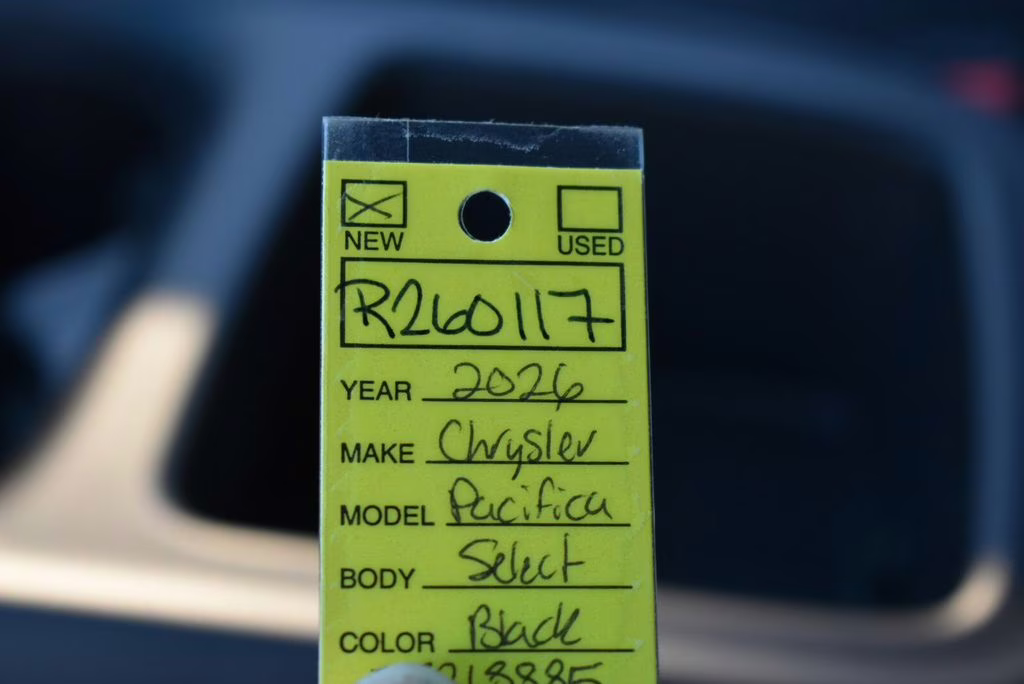 NEW USED
R260117
YEAR 2026
MAKE Chrysler
MODEL Pacifica
BODY Select
COLOR Black